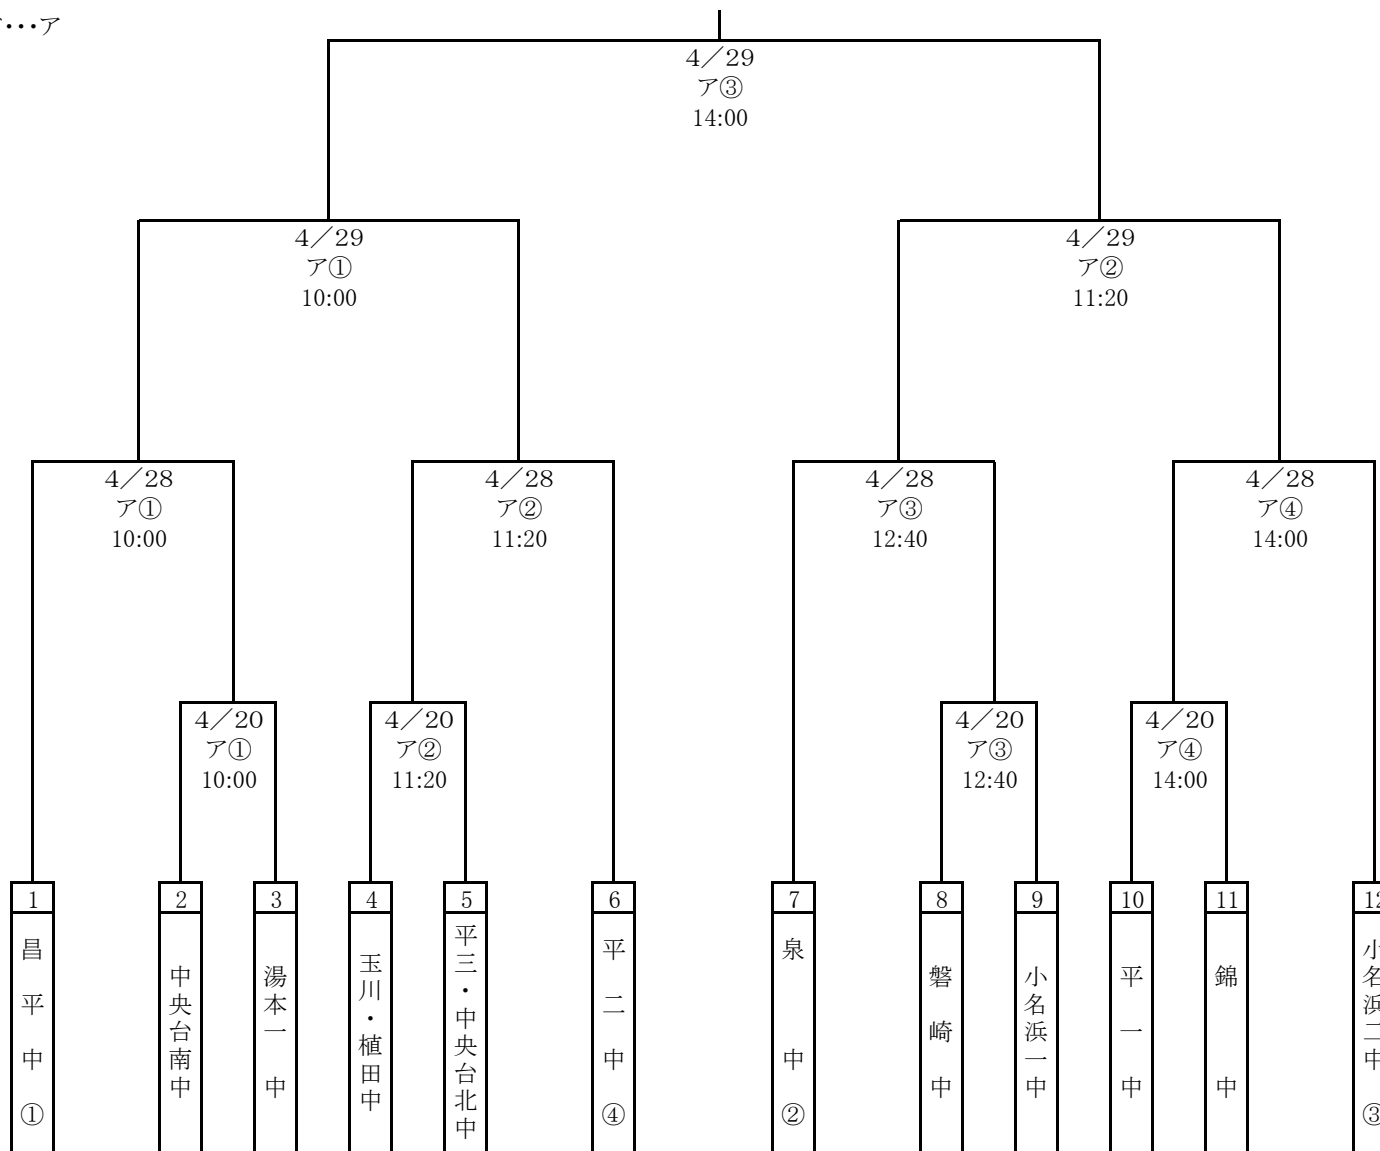 ・・・ア
4／29
ア③
14:00
4／29
ア①
10:00
4／29
ア②
11:20
4／28
ア①
10:00
4／28
ア②
11:20
4／28
ア③
12:40
4／28
ア④
14:00
4／20
ア①
10:00
4／20
ア②
11:20
4／20
ア③
12:40
4／20
ア④
14:00
1
昌平中①
2
中央台南中
3
湯本一中
4
玉川・植田中
5
平三・中央台北中
6
平二中④
7
泉中②
8
磐崎中
9
小名浜一中
10
平一中
11
錦中
12
小名浜二中③